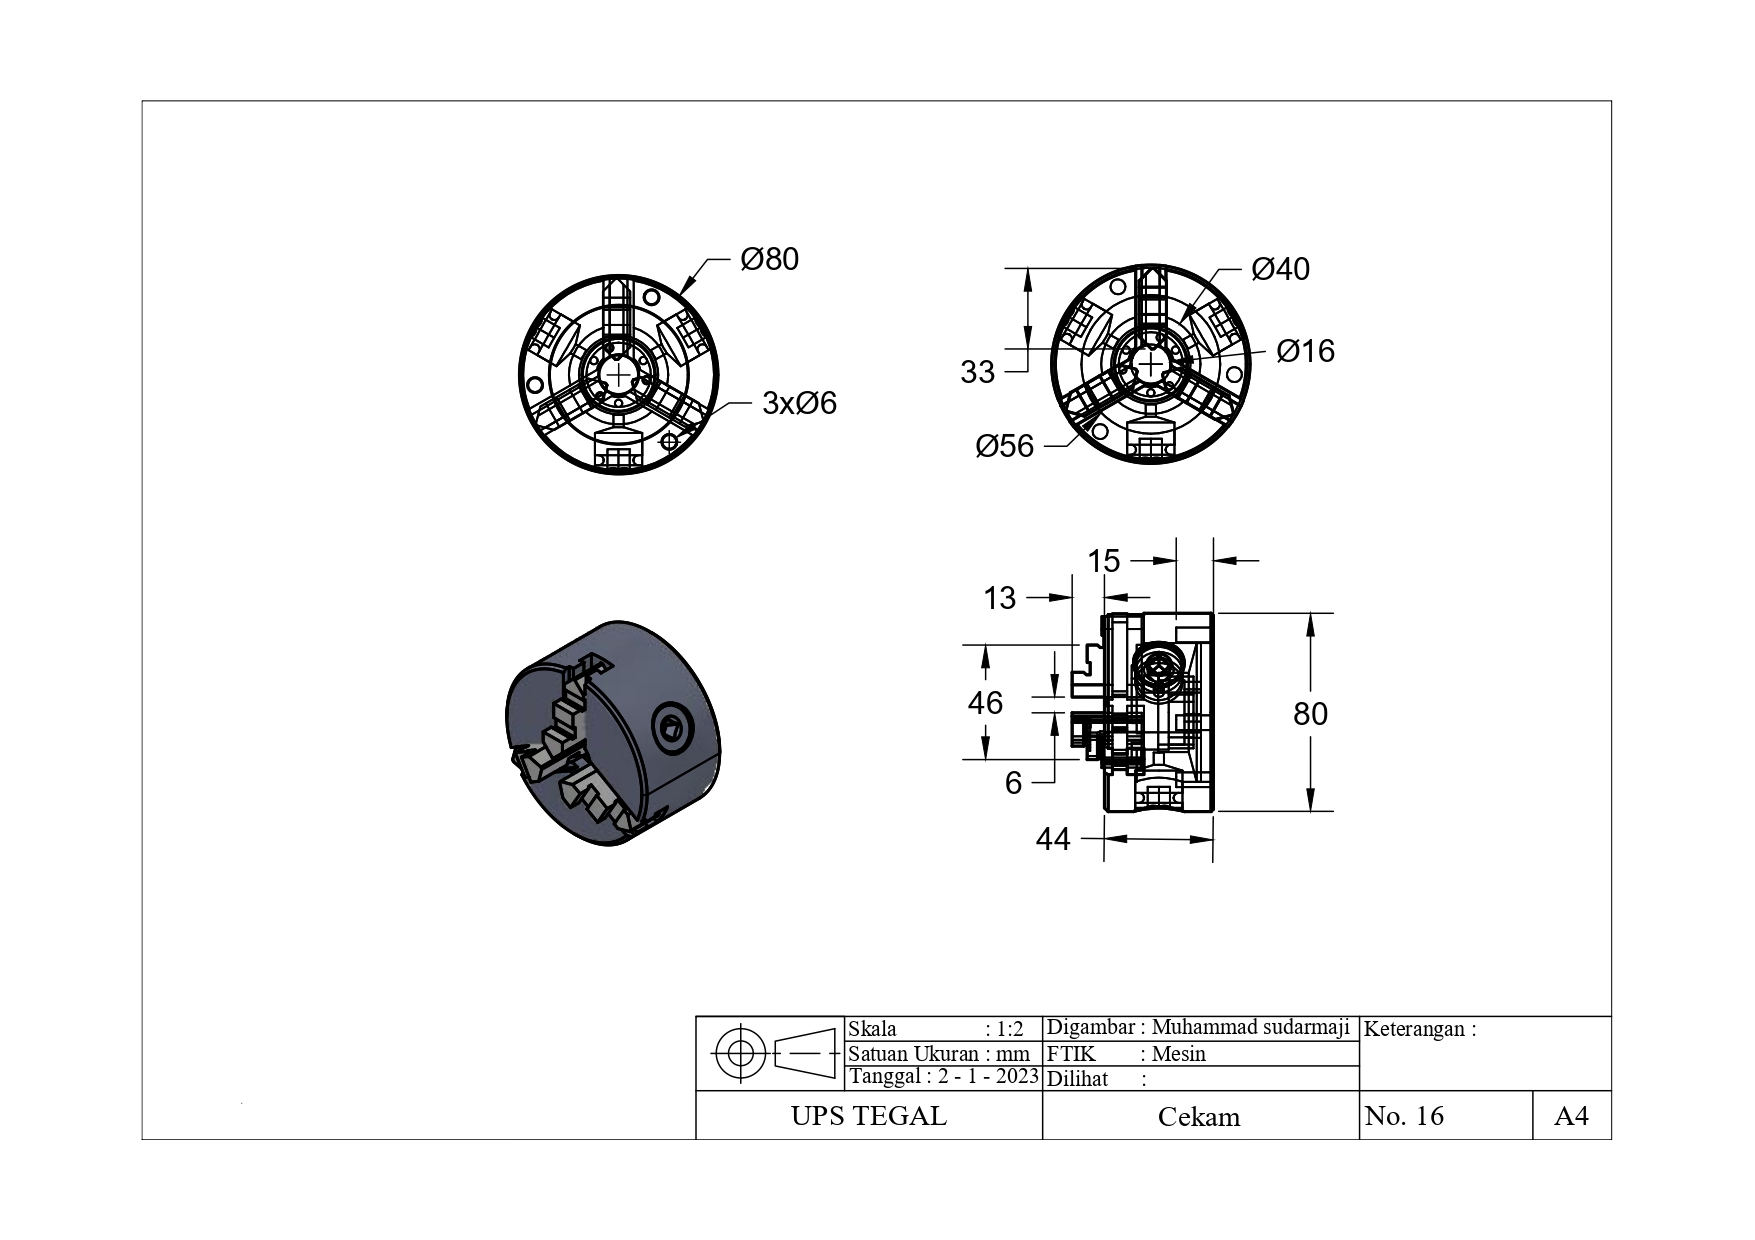 Ø80
3xØ6
Ø40
Ø16
33
Ø56
15
13
46
6
80
44
Skala : 1:2
Satuan Ukuran : mm
Tanggal : 2 - 1 - 2023
Digambar : Muhammad sudarmaji
FTIK : Mesin
Dilihat :
Keterangan :
UPS TEGAL
Cekam
No. 16
A4